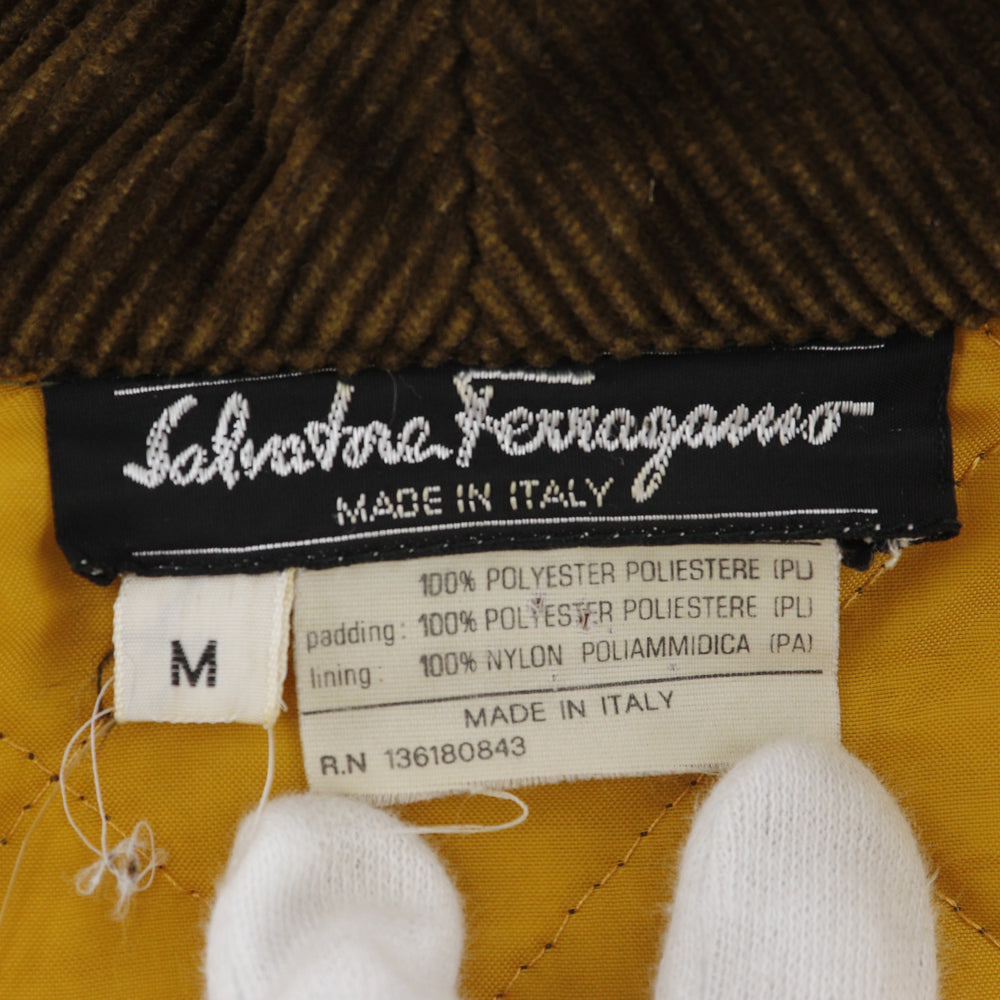 Salvatore Ferragamo
MADE IN ITALY
M
100% POLYESTER POLIESTERE (PL)
padding: 100% POLYESTER POLIESTERE (PL)
lining: 100% NYLON POLIAMMIDICA (PA)
MADE IN ITALY
R.N 136180843